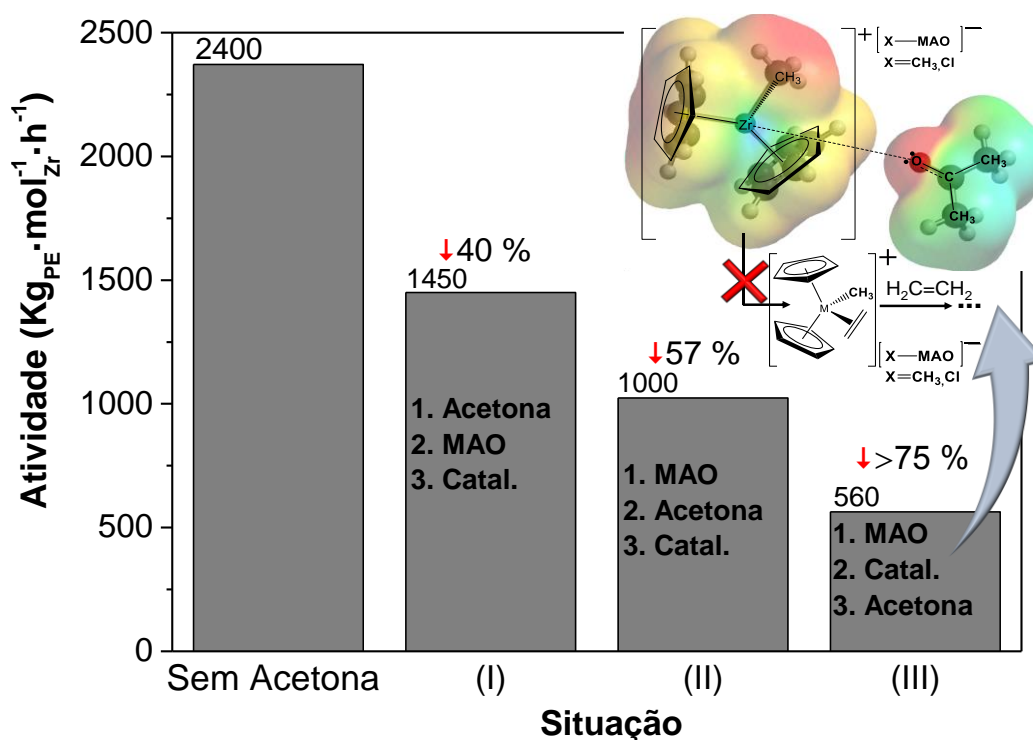 Atividade (Kg_PE·mol_Zr^-1·h^-1)
2500
2000
1500
1000
500
0
2400
↓40 %
1450
1. Acetona
2. MAO
3. Catal.
↓57 %
1000
1. MAO
2. Acetona
3. Catal.
↓>75 %
560
1. MAO
2. Catal.
3. Acetona
Sem Acetona
(I)
(II)
(III)
Situação
+
[X—MAO]^—
X=CH3,Cl
CH3
Zr
O
C
CH3
CH3
+
M
CH3
H2C=CH2
...
[X—MAO]^—
X=CH3,Cl